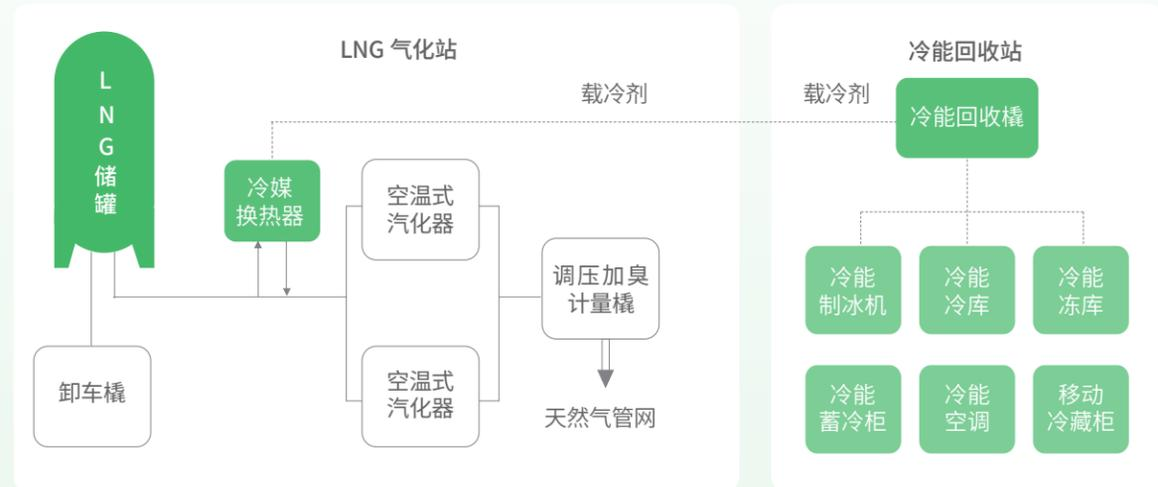 LNG 气化站
L
N
G
储
罐
载冷剂
冷媒
换热器
空温式
汽化器
调压加臭
计量橇
空温式
汽化器
卸车橇
天然气管网
冷能回收站
载冷剂
冷能回收橇
冷能
制冰机
冷能
冷库
冷能
冻库
冷能
蓄冷柜
冷能
空调
移动
冷藏柜